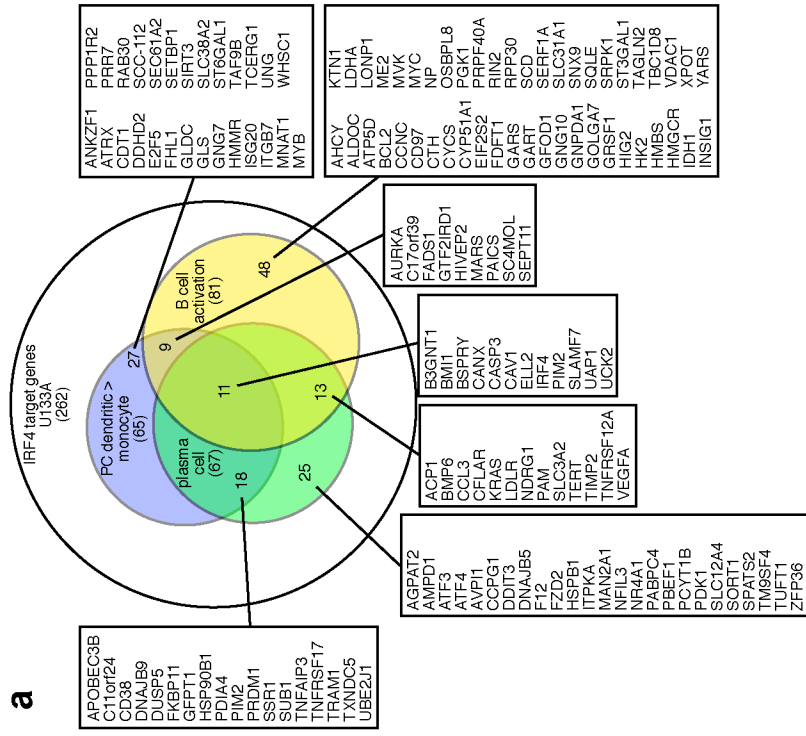 a
IRF4 target genes
U133A
(262)
PC dendritic >
monocyte
(65)
B cell
activation
(81)
plasma
cell
(67)
27
9
48
11
18
13
25
APOBEC3B
C11orf24
CD38
DNAJB9
DUSP5
FKBP11
GFPT1
HSP90B1
PDIA4
PIM2
PRDM1
SSR1
SUB1
TNFAIP3
TNFRSF17
TRAM1
TXNDC5
UBE2J1
AGPAT2
AMPD1
ATF3
ATF4
AVPI1
CCPG1
DDIT3
DNAJB5
F12
FZD2
HSPB1
ITPKA
MAN2A1
NFIL3
NR4A1
PABPC4
PBEF1
PCYT1B
PDK1
SLC12A4
SORT1
SPATS2
TM9SF4
TUFT1
ZFP36
ACP1
BMP6
CCL3
CFLAR
KRAS
LDLR
NDRG1
PAM
SLC3A2
TERT
TIMP2
TNFRSF12A
VEGFA
B3GNT1
BMI1
BSPRY
CANX
CASP3
CAV1
ELL2
IRF4
PIM2
SLAMF7
UAP1
UCK2
AURKA
C17orf39
FADS1
GTF2IRD1
HIVEP2
MARS
PAICS
SC4MOL
SEPT11
ANKZF1 PPP1R2
ATRX PRR7
CDT1 RAB30
DDHD2 SCC-112
E2F5 SEC61A2
FHL1 SETBP1
GLDC SIRT3
GLS SLC38A2
GNG7 ST6GAL1
HMMR TAF9B
ISG20 TCERG1
ITGB7 UNG
MNAT1 WHSC1
MYB
AHCY KTN1
ALDOC LDHA
ATP5D LONP1
BCL2 ME2
CCNC MVK
CD97 MYC
CTH NP
CYCS OSBPL8
CYP51A1 PGK1
EIF2S2 PRPF40A
FDFT1 RIN2
GARS RPP30
GART SCD
GFOD1 SERF1A
GNG10 SLC31A1
GNPDA1 SNX9
GOLGA7 SQLE
GRSF1 SRPK1
HIG2 ST3GAL1
HK2 TAGLN2
HMBS TBC1D8
HMGCR VDAC1
IDH1 XPOT
INSIG1 YARS